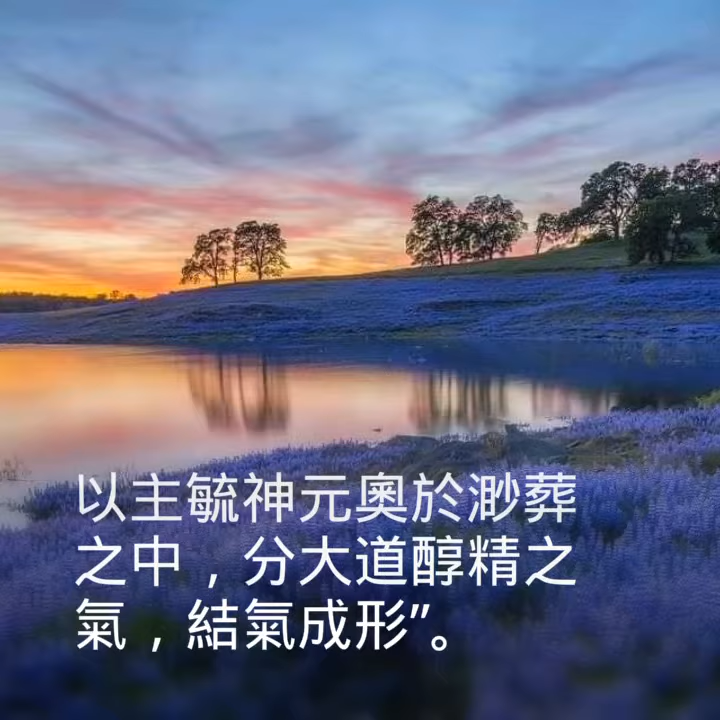 以主毓神元奧於渺葬
之中，分大道醇精之
氣，結氣成形”。